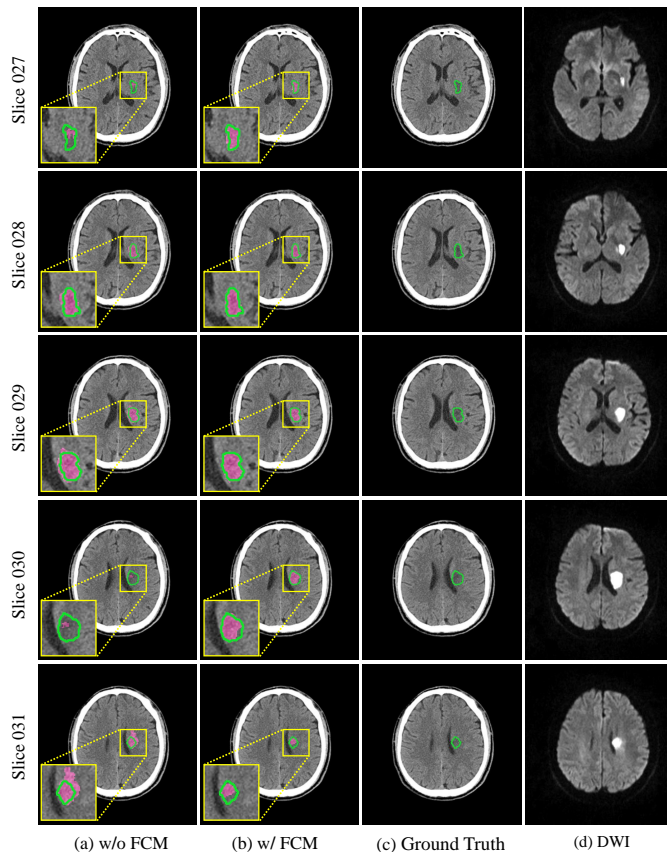 Slice 027
Slice 028
Slice 029
Slice 030
Slice 031
(a) w/o FCM (b) w/ FCM (c) Ground Truth (d) DWI